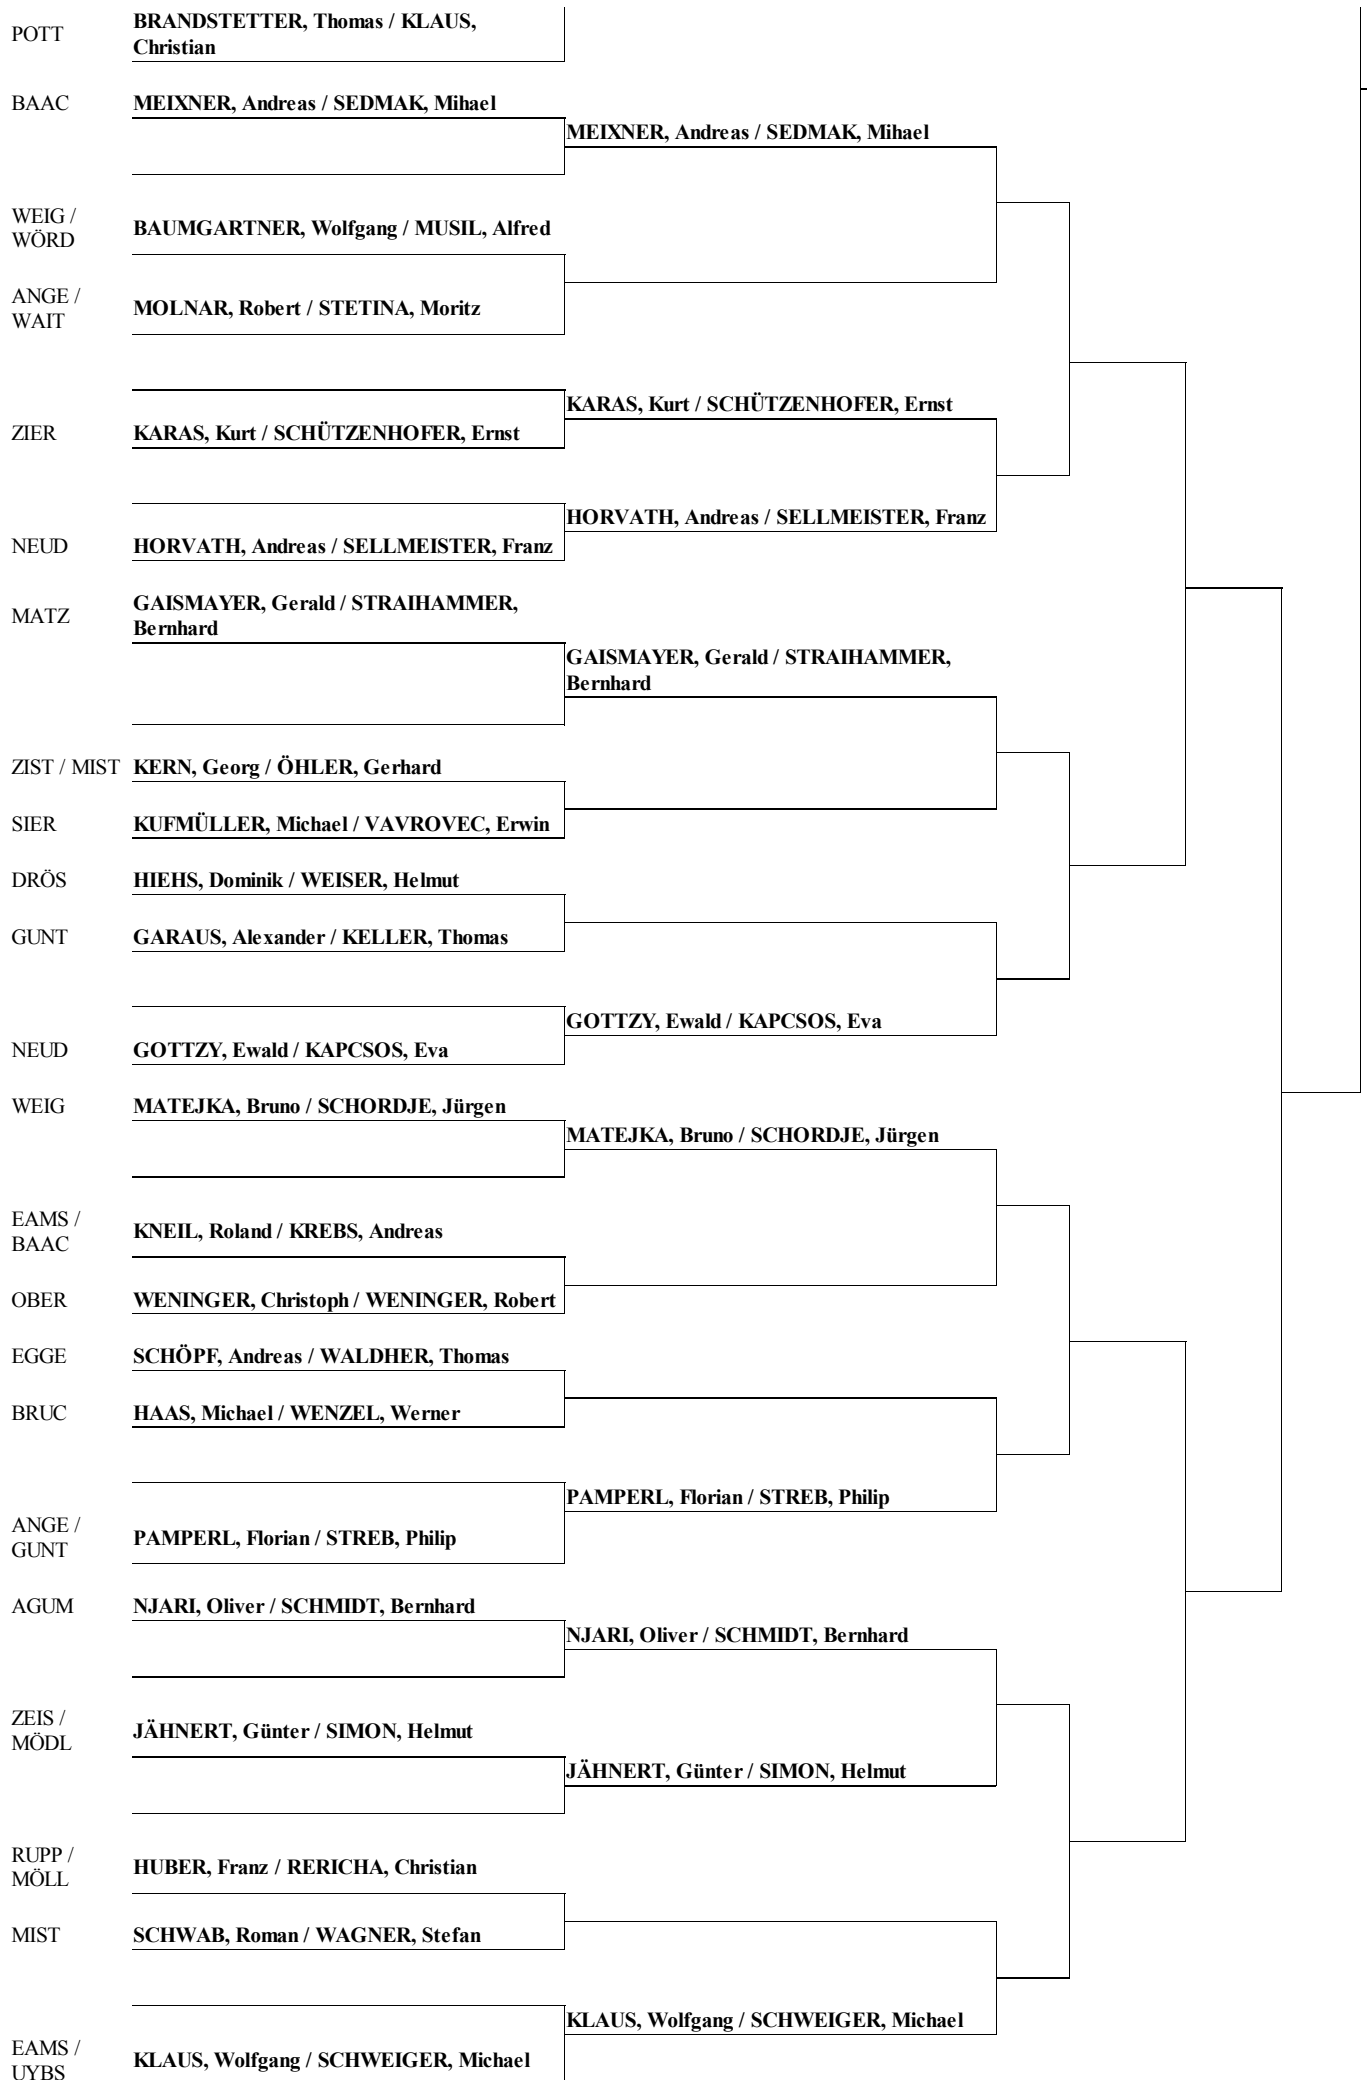 POTT
BRANDSTETTER, Thomas / KLAUS,
Christian
BAAC
MEIXNER, Andreas / SEDMAK, Mihael
MEIXNER, Andreas / SEDMAK, Mihael
WEIG /
WÖRD
BAUMGARTNER, Wolfgang / MUSIL, Alfred
ANGE /
WAIT
MOLNAR, Robert / STETINA, Moritz
KARAS, Kurt / SCHÜTZENHOFER, Ernst
ZIER
KARAS, Kurt / SCHÜTZENHOFER, Ernst
HORVATH, Andreas / SELLMEISTER, Franz
NEUD
HORVATH, Andreas / SELLMEISTER, Franz
MATZ
GAISMAYER, Gerald / STRAIHAMMER,
Bernhard
GAISMAYER, Gerald / STRAIHAMMER,
Bernhard
ZIST / MIST
KERN, Georg / ÖHLER, Gerhard
SIER
KUFMÜLLER, Michael / VAVROVEC, Erwin
DRÖS
HIEHS, Dominik / WEISER, Helmut
GUNT
GARAUS, Alexander / KELLER, Thomas
GOTTZY, Ewald / KAPCSOS, Eva
NEUD
GOTTZY, Ewald / KAPCSOS, Eva
WEIG
MATEJKA, Bruno / SCHORDJE, Jürgen
MATEJKA, Bruno / SCHORDJE, Jürgen
EAMS /
BAAC
KNEIL, Roland / KREBS, Andreas
OBER
WENINGER, Christoph / WENINGER, Robert
EGGE
SCHÖPF, Andreas / WALDHER, Thomas
BRUC
HAAS, Michael / WENZEL, Werner
PAMPERL, Florian / STREB, Philip
ANGE /
GUNT
PAMPERL, Florian / STREB, Philip
AGUM
NJARI, Oliver / SCHMIDT, Bernhard
NJARI, Oliver / SCHMIDT, Bernhard
ZEIS /
MÖDL
JÄHNERT, Günter / SIMON, Helmut
JÄHNERT, Günter / SIMON, Helmut
RUPP /
MÖLL
HUBER, Franz / RERICHA, Christian
MIST
SCHWAB, Roman / WAGNER, Stefan
KLAUS, Wolfgang / SCHWEIGER, Michael
EAMS /
UYBS
KLAUS, Wolfgang / SCHWEIGER, Michael